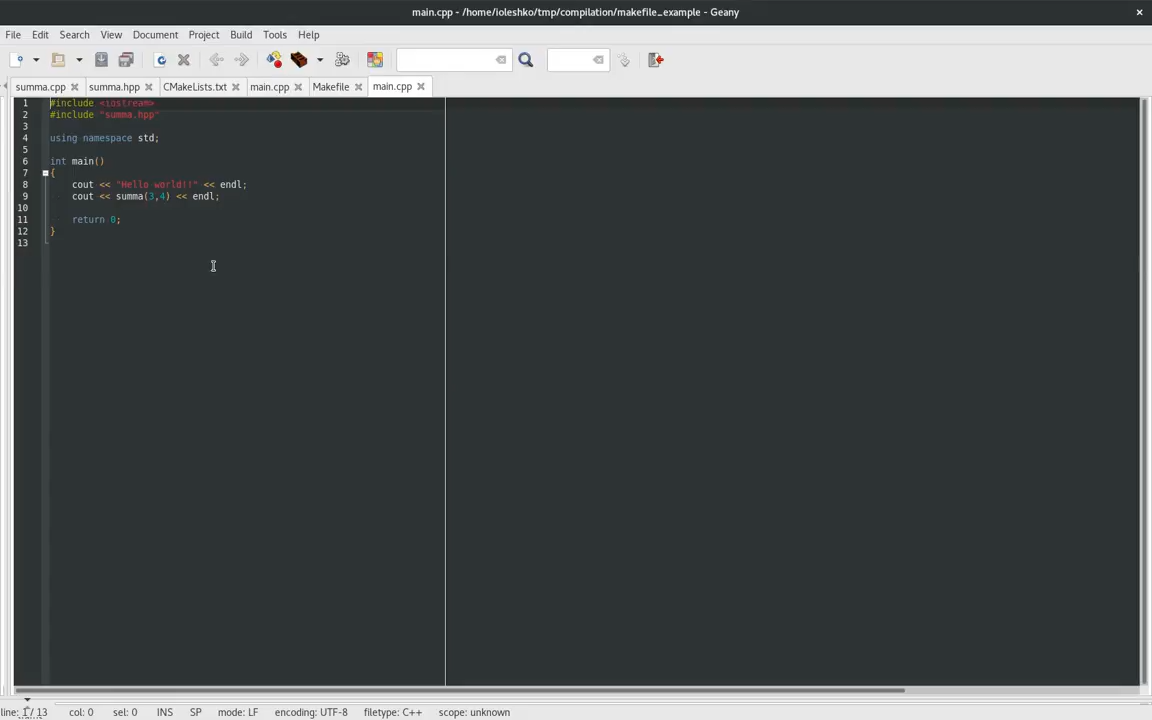 main.cpp - /home/ioleshko/tmp/compilation/makefile_example - Geany
File Edit Search View Document Project Build Tools Help
summa.cpp summa.hpp CMakeLists.txt main.cpp Makefile main.cpp
1 #include <iostream>
2 #include "summa.hpp"
3
4 using namespace std;
5
6 int main()
7 {
8 cout << "Hello world!!" << endl;
9 cout << summa(3,4) << endl;
10
11 return 0;
12 }
13
line: 1 / 13 col: 0 sel: 0 INS SP mode: LF encoding: UTF-8 filetype: C++ scope: unknown